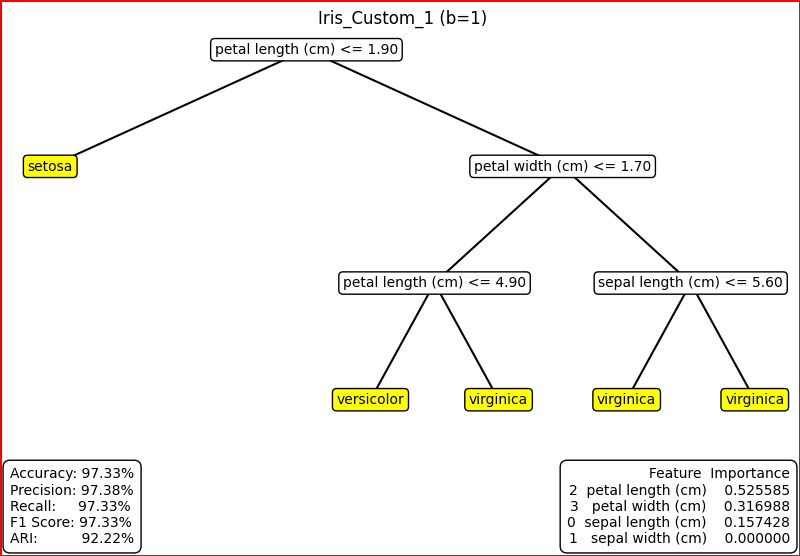 Iris_Custom_1 (b=1)
petal length (cm) <= 1.90
setosa
petal width (cm) <= 1.70
petal length (cm) <= 4.90
sepal length (cm) <= 5.60
versicolor
virginica
virginica
virginica
Accuracy: 97.33%
Precision: 97.38%
Recall: 97.33%
F1 Score: 97.33%
ARI: 92.22%
Feature Importance
2 petal length (cm) 0.525585
3 petal width (cm) 0.316988
0 sepal length (cm) 0.157428
1 sepal width (cm) 0.000000